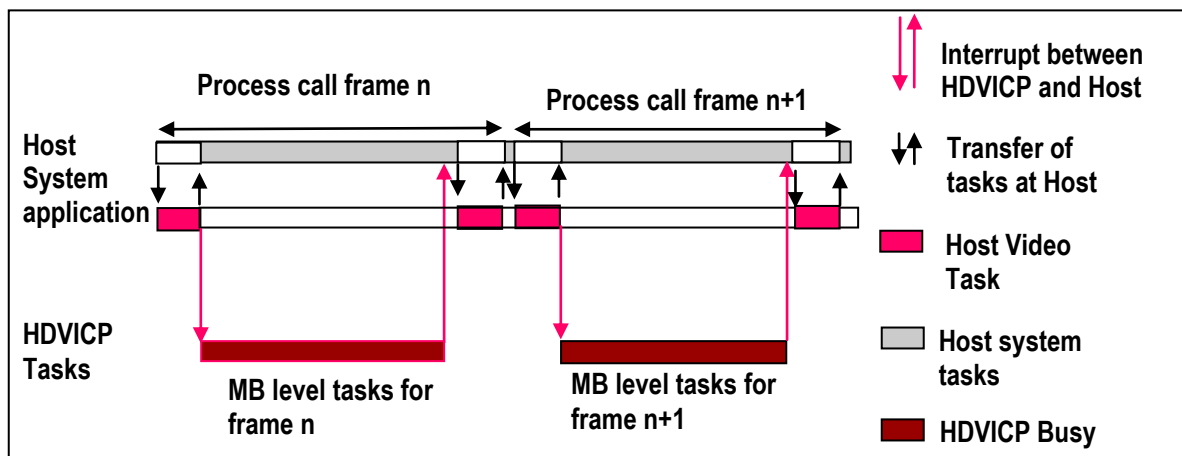 Process call frame n
Process call frame n+1
Host
System
application
HDVICP
Tasks
MB level tasks for
frame n
MB level tasks for
frame n+1
Interrupt between
HDVICP and Host
Transfer of
tasks at Host
Host Video
Task
Host system
tasks
HDVICP Busy